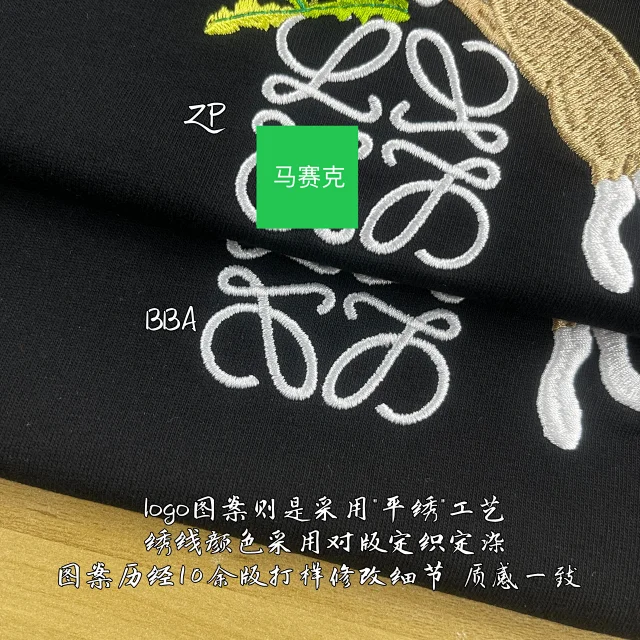 ZP
马赛克
BBA
logo图案则是采用"平绣"工艺
绣线颜色采用对版定织定染
图案历经10余版打样修改细节 质感一致